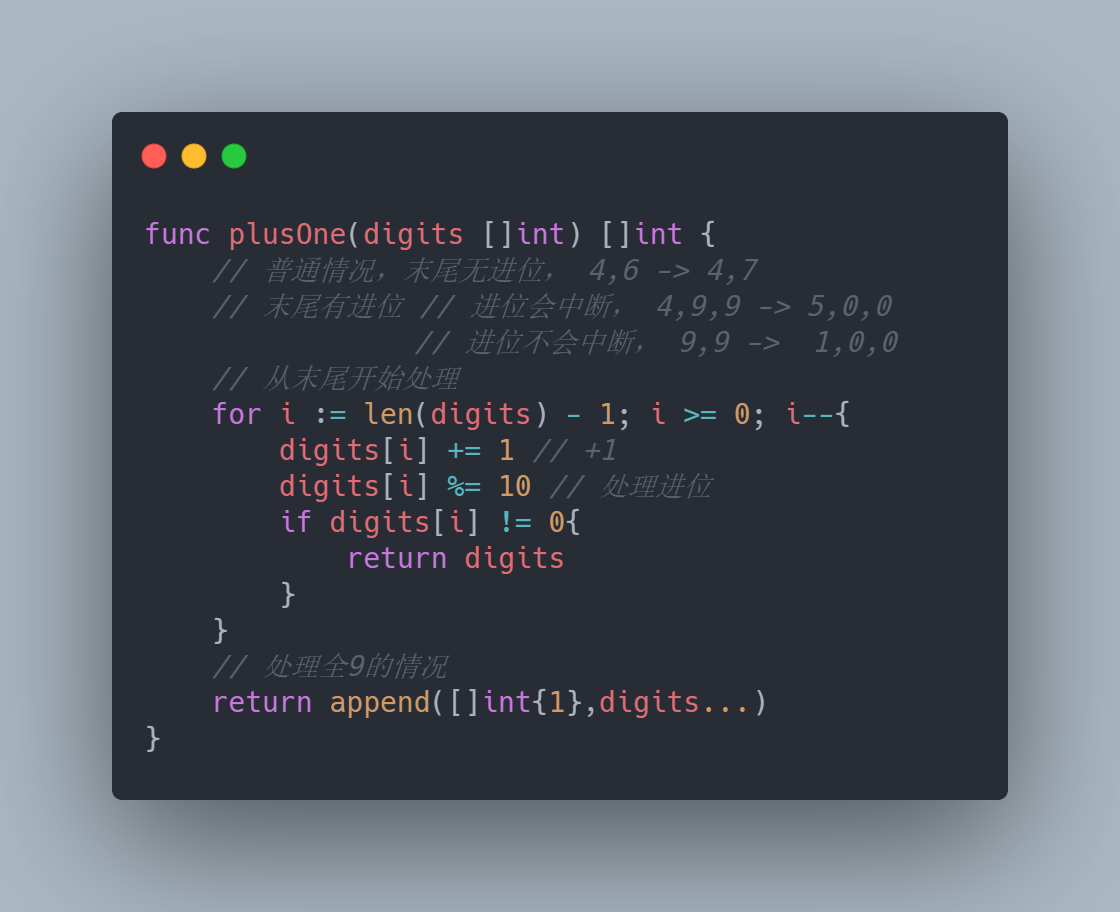 func plusOne(digits []int) []int {
    // 普通情况，末尾无进位， 4,6 -> 4,7
    // 末尾有进位 // 进位会中断， 4,9,9 -> 5,0,0
                // 进位不会中断， 9,9 ->  1,0,0
    // 从末尾开始处理
    for i := len(digits) - 1; i >= 0; i--{
        digits[i] += 1 // +1
        digits[i] %= 10 // 处理进位
        if digits[i] != 0{
            return digits
        }
    }
    // 处理全9的情况
    return append([]int{1},digits...)
}